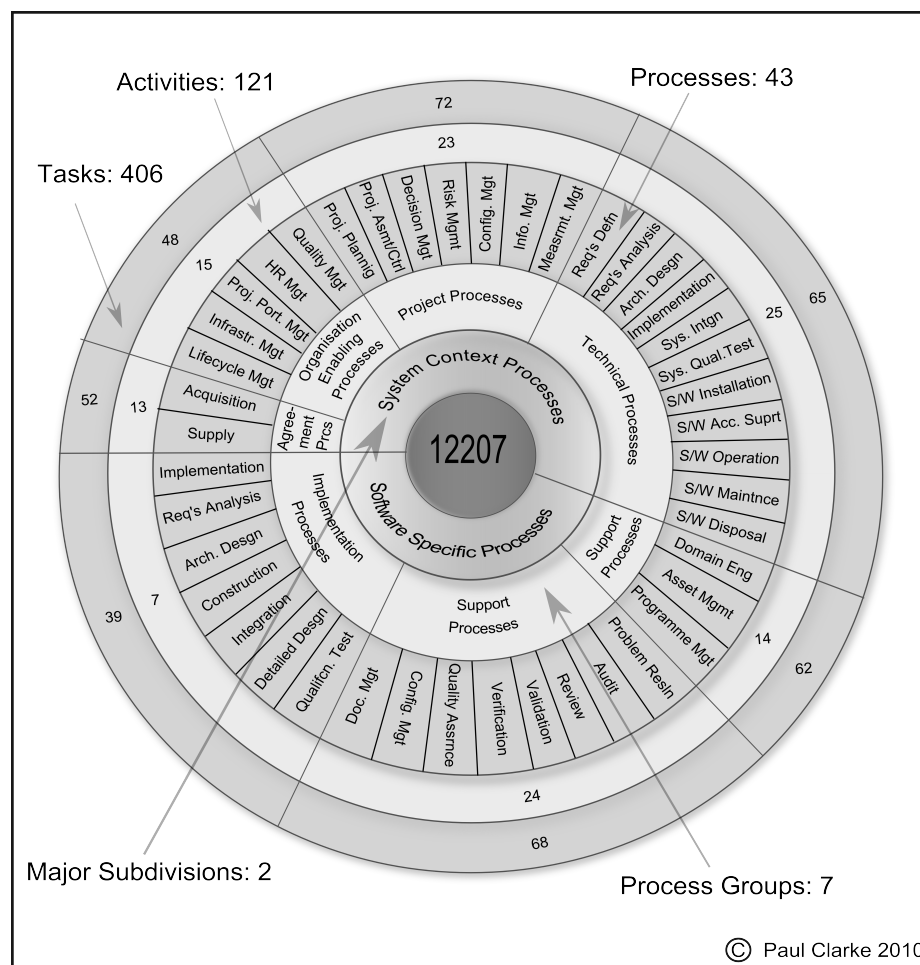 Activities: 121
Processes: 43
Tasks: 406
72
23
65
25
62
14
68
24
39
7
52
13
48
15
Proj. Planning
Proj. Asmt/Ctrl
Decision Mgt
Risk Mgmt
Config. Mgt
Info. Mgt
Measrmt. Mgt
Req's Defn
Req's Analysis
Arch. Desgn
Implementation
Sys. Intgn
Sys. Qual.Test
S/W Installation
S/W Acc. Suprt
S/W Operation
S/W Maintnce
S/W Disposal
Domain Eng
Asset Mgmt
Programme Mgt
Problem Resln
Audit
Review
Validation
Verification
Quality Assrnce
Config. Mgt
Doc. Mgt
Qualifcn. Test
Detailed Desgn
Integration
Construction
Arch. Desgn
Req's Analysis
Implementation
Supply
Acquisition
Lifecycle Mgt
Infrastr. Mgt
Proj. Port. Mgt
HR Mgt
Quality Mgt
Project Processes
Technical Processes
Support
Processes
Support
Processes
Implementation
Processes
Agree-
ment
Prcs
Organisation
Enabling
Processes
System Context Processes
12207
Software Specific Processes
Major Subdivisions: 2
Process Groups: 7
© Paul Clarke 2010